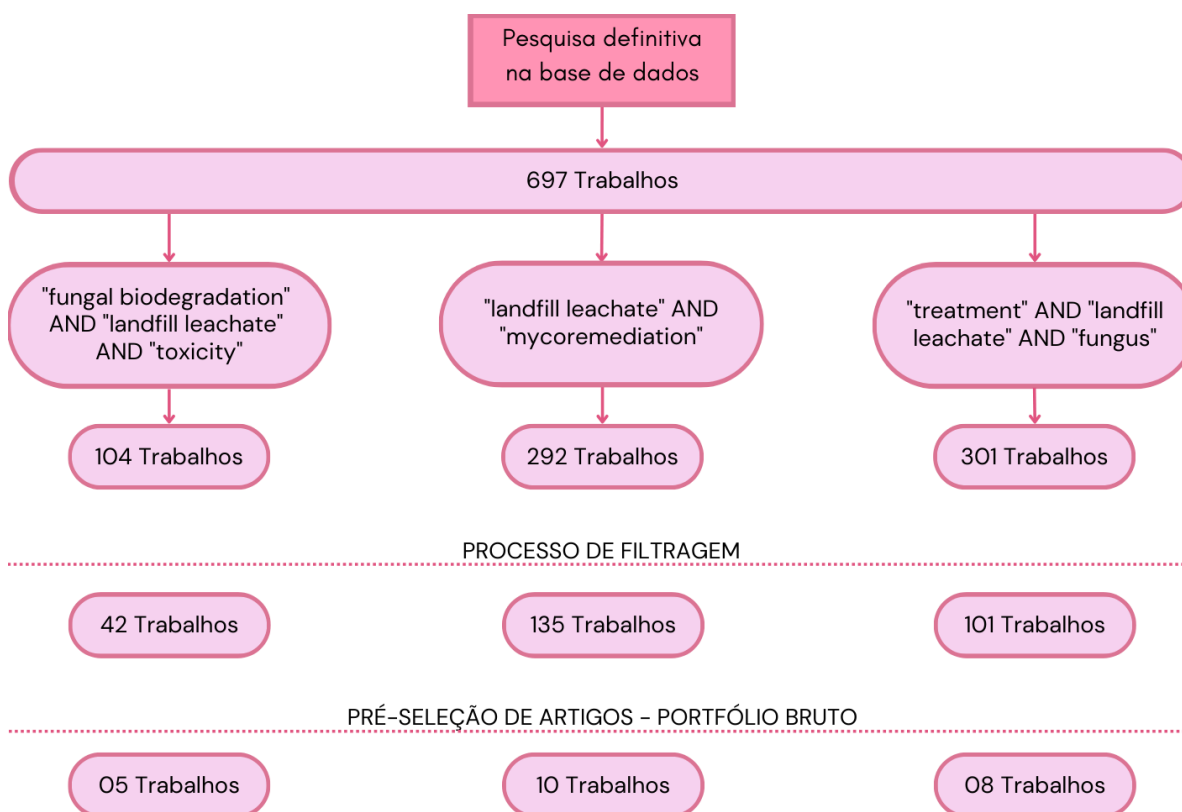 Pesquisa definitiva
na base de dados
697 Trabalhos
"fungal biodegradation"
AND "landfill leachate"
AND "toxicity"
"landfill leachate" AND
"mycoremediation"
"treatment" AND "landfill
leachate" AND "fungus"
104 Trabalhos
292 Trabalhos
301 Trabalhos
PROCESSO DE FILTRAGEM
42 Trabalhos
135 Trabalhos
101 Trabalhos
PRÉ-SELEÇÃO DE ARTIGOS - PORTFÓLIO BRUTO
05 Trabalhos
10 Trabalhos
08 Trabalhos